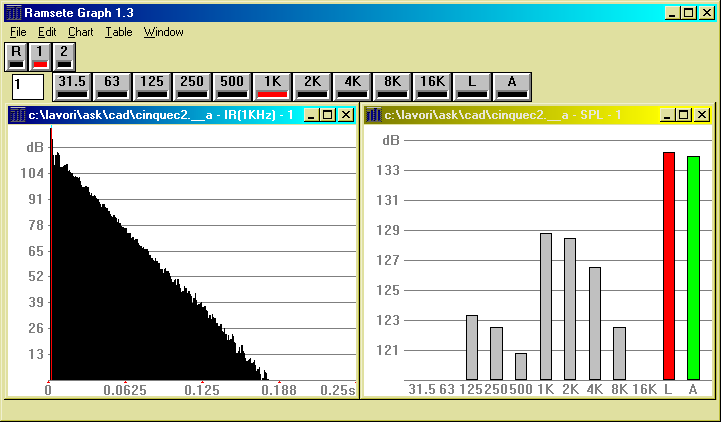 Ramsete Graph 1.3
File Edit Chart Table Window
R 1 2
1 31.5 63 125 250 500 1K 2K 4K 8K 16K L A
c:\lavori\ask\cad\cinquec2.__a - IR(1KHz) - 1
dB
104
91
78
65
52
39
26
13
0 0.0625 0.125 0.188 0.25s
c:\lavori\ask\cad\cinquec2.__a - SPL - 1
dB
133
131
129
127
125
123
121
31.5 63 125 250 500 1K 2K 4K 8K 16K L A